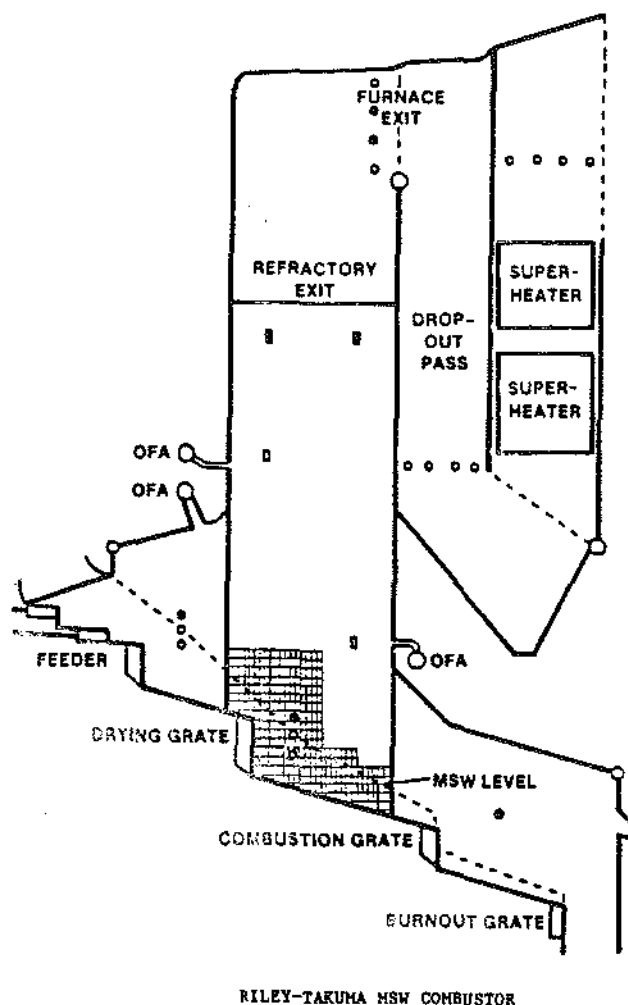 FURNACE
EXIT
REFRACTORY
EXIT
SUPER-
HEATER
DROP-
OUT
PASS
SUPER-
HEATER
OFA
OFA
FEEDER
OFA
DRYING GRATE
MSW LEVEL
COMBUSTION GRATE
BURNOUT GRATE
RILEY-TAKUMA MSW COMBUSTOR